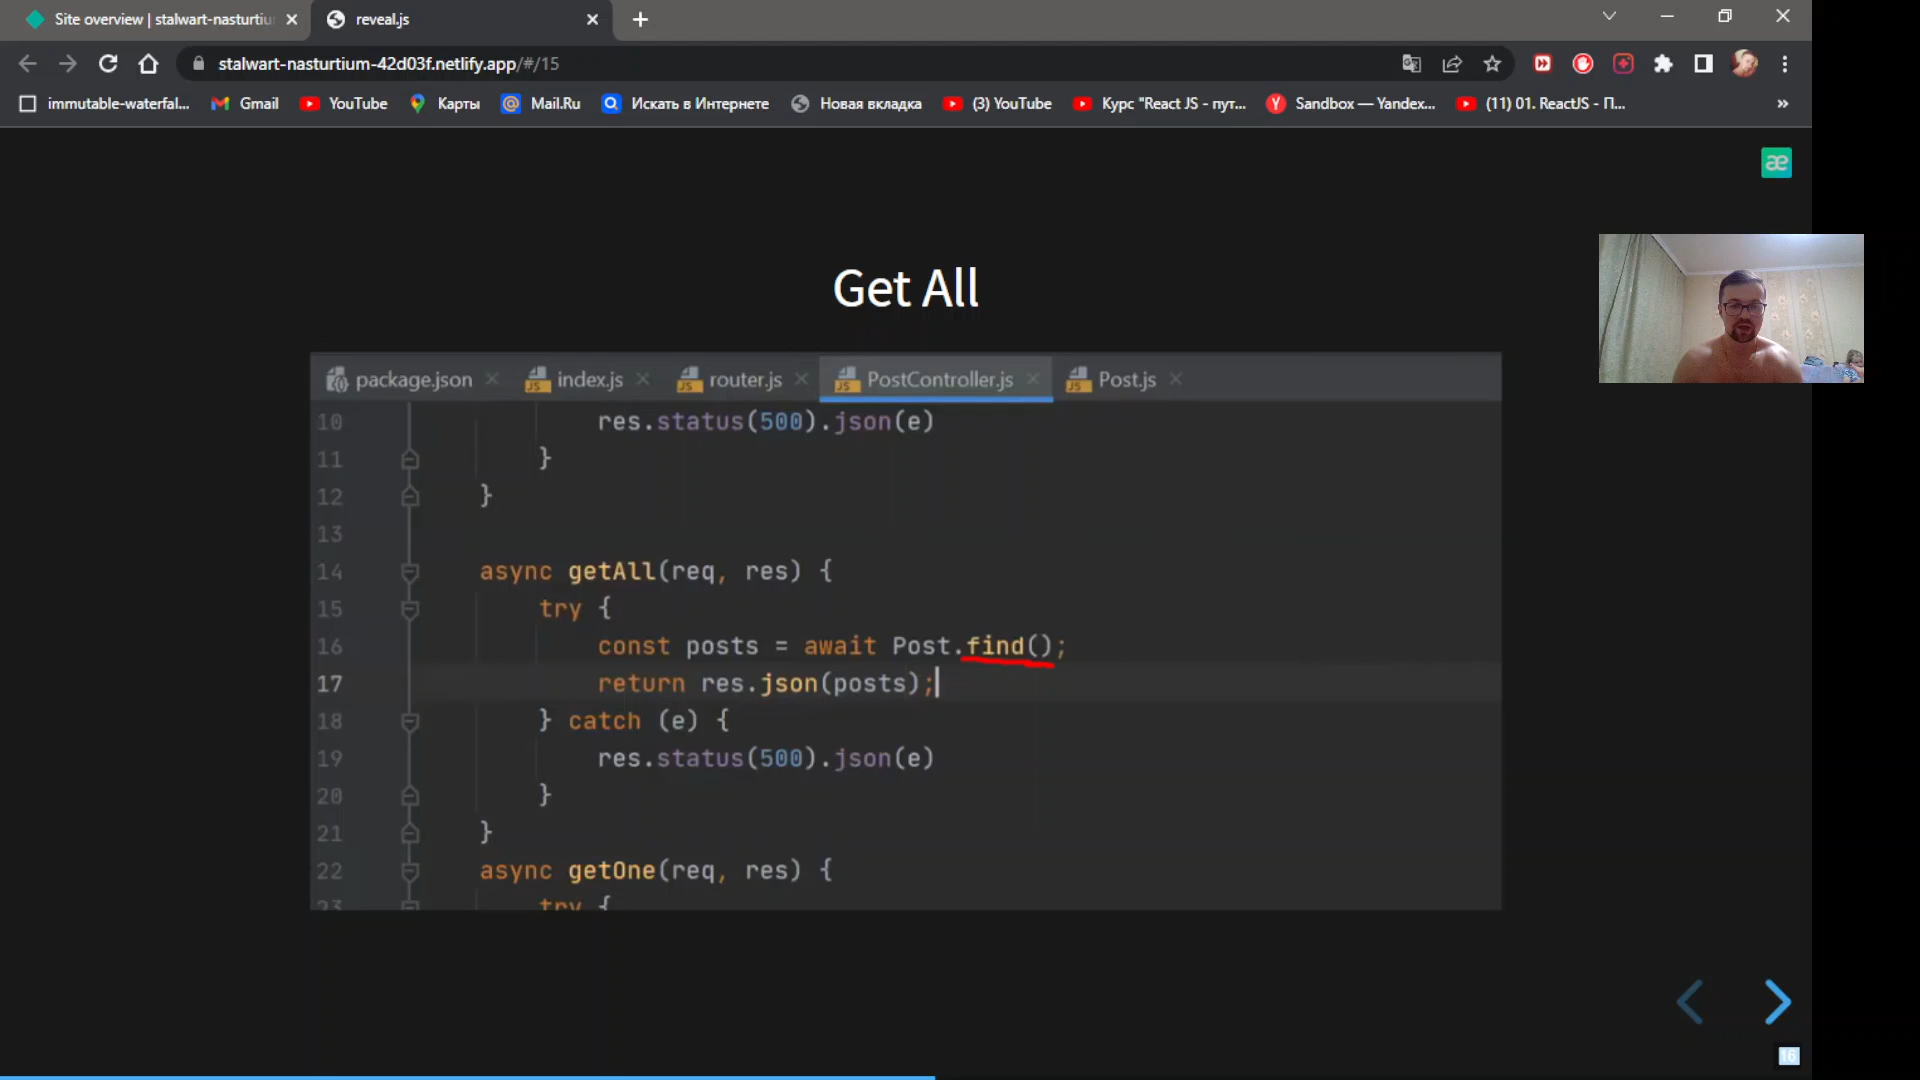 Site overview | stalwart-nasturtiu
reveal.js
stalwart-nasturtium-42d03f.netlify.app/#/15
immutable-waterfal... Gmail YouTube Карты Mail.Ru Искать в Интернете Новая вкладка (3) YouTube Курс "React JS - пут... Sandbox — Yandex... (11) 01. ReactJS - П... »
æ
Get All
package.json index.js router.js PostController.js Post.js
10 res.status(500).json(e)
11 }
12 }
13
14 async getAll(req, res) {
15 try {
16 const posts = await Post.find();
17 return res.json(posts);
18 } catch (e) {
19 res.status(500).json(e)
20 }
21 }
22 async getOne(req, res) {
23 try {
16